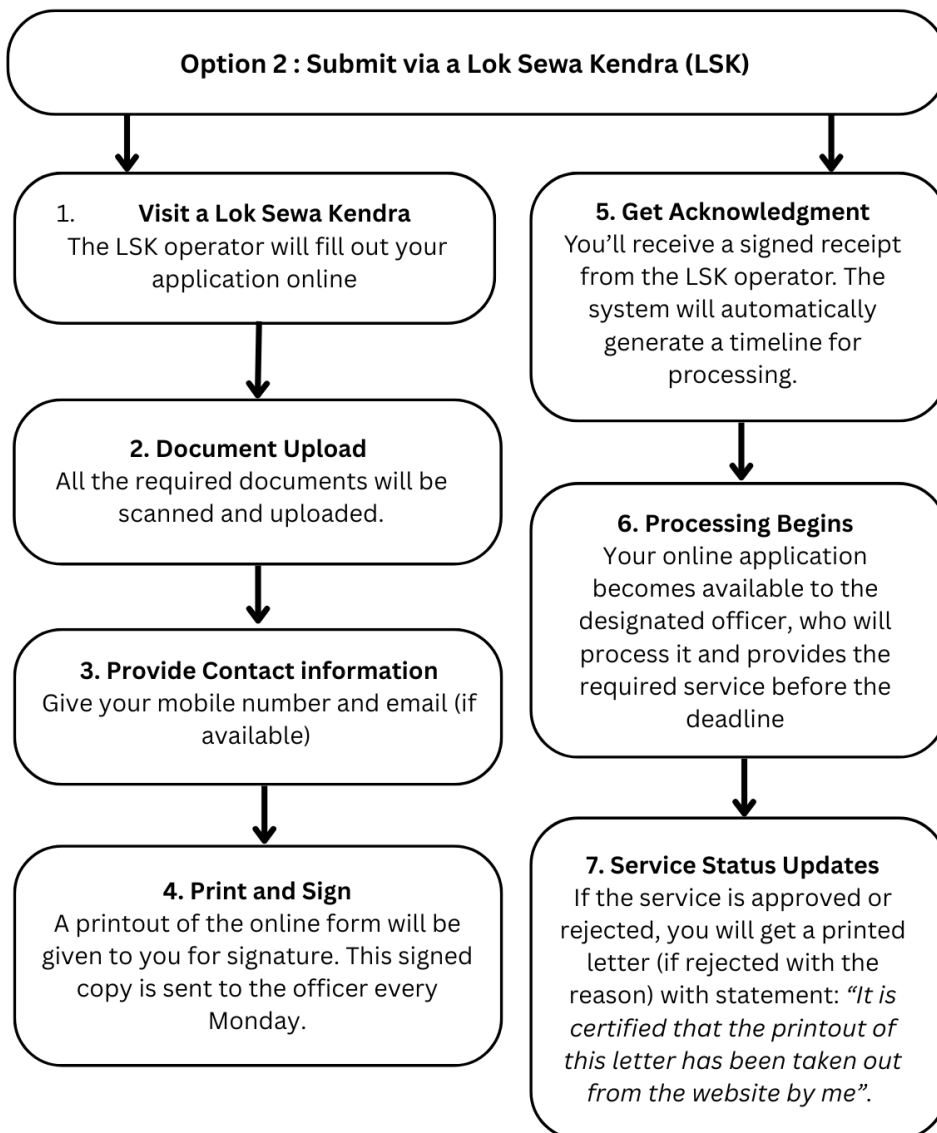 Option 2 : Submit via a Lok Sewa Kendra (LSK)
1. Visit a Lok Sewa Kendra
The LSK operator will fill out your
application online
2. Document Upload
All the required documents will be
scanned and uploaded.
3. Provide Contact information
Give your mobile number and email (if
available)
4. Print and Sign
A printout of the online form will be
given to you for signature. This signed
copy is sent to the officer every
Monday.
5. Get Acknowledgment
You’ll receive a signed receipt
from the LSK operator. The
system will automatically
generate a timeline for
processing.
6. Processing Begins
Your online application
becomes available to the
designated officer, who will
process it and provides the
required service before the
deadline
7. Service Status Updates
If the service is approved or
rejected, you will get a printed
letter (if rejected with the
reason) with statement: “It is
certified that the printout of
this letter has been taken out
from the website by me”.